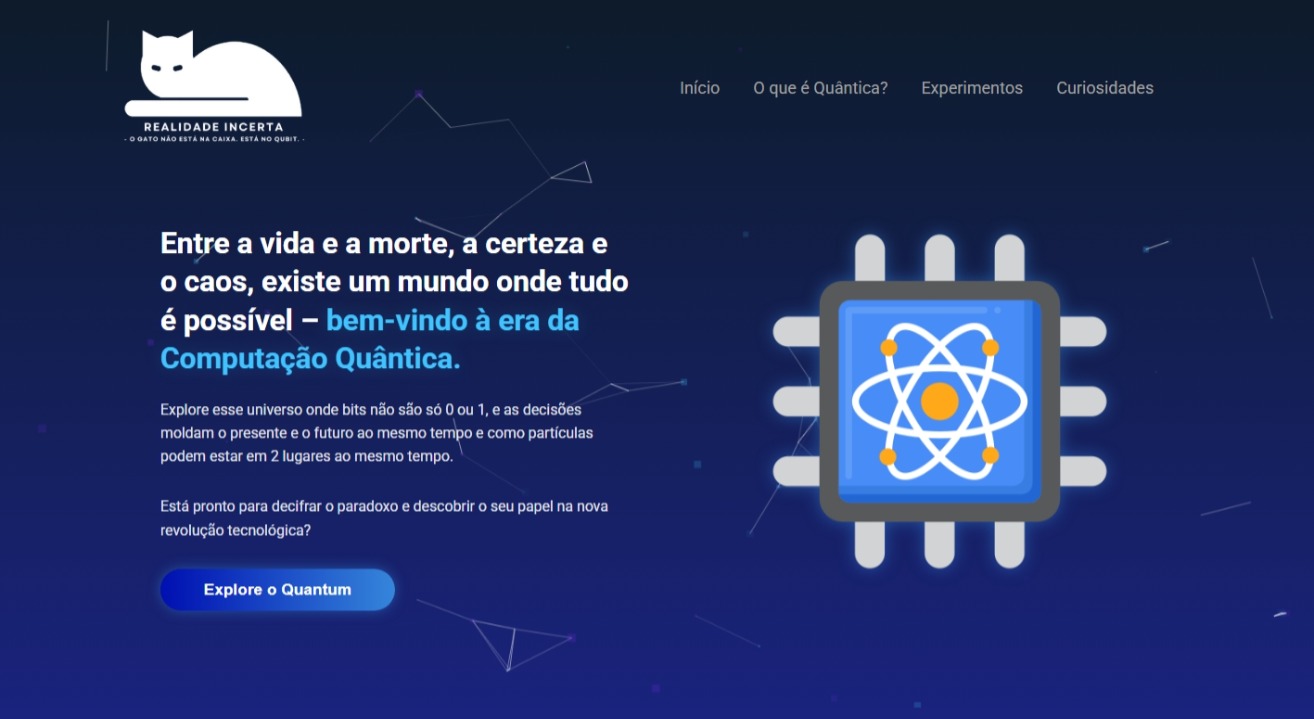 REALIDADE INCERTA
- O GATO NÃO ESTÁ NA CAIXA. ESTÁ NO QUBIT. -
Início O que é Quântica? Experimentos Curiosidades
Entre a vida e a morte, a certeza e
o caos, existe um mundo onde tudo
é possível – bem-vindo à era da
Computação Quântica.
Explore esse universo onde bits não são só 0 ou 1, e as decisões
moldam o presente e o futuro ao mesmo tempo e como partículas
podem estar em 2 lugares ao mesmo tempo.
Está pronto para decifrar o paradoxo e descobrir o seu papel na nova
revolução tecnológica?
Explore o Quantum